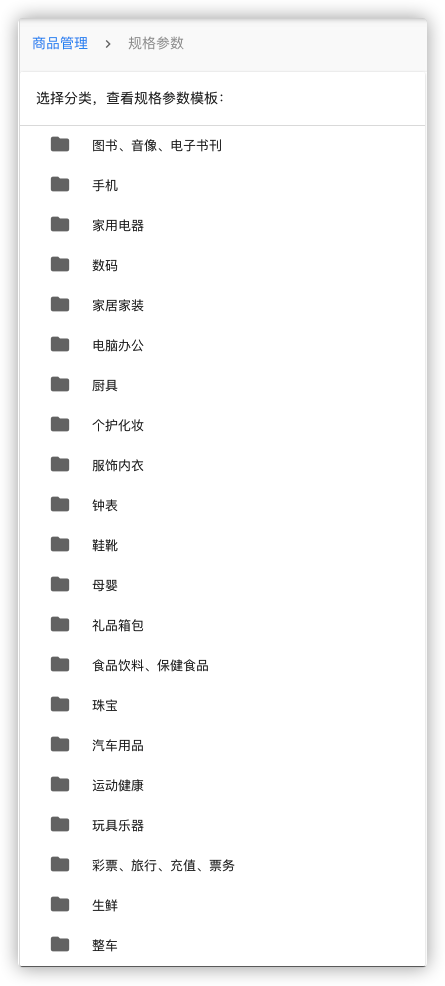 商品管理 > 规格参数
选择分类，查看规格参数模板：
图书、音像、电子书刊
手机
家用电器
数码
家居家装
电脑办公
厨具
个护化妆
服饰内衣
钟表
鞋靴
母婴
礼品箱包
食品饮料、保健食品
珠宝
汽车用品
运动健康
玩具乐器
彩票、旅行、充值、票务
生鲜
整车